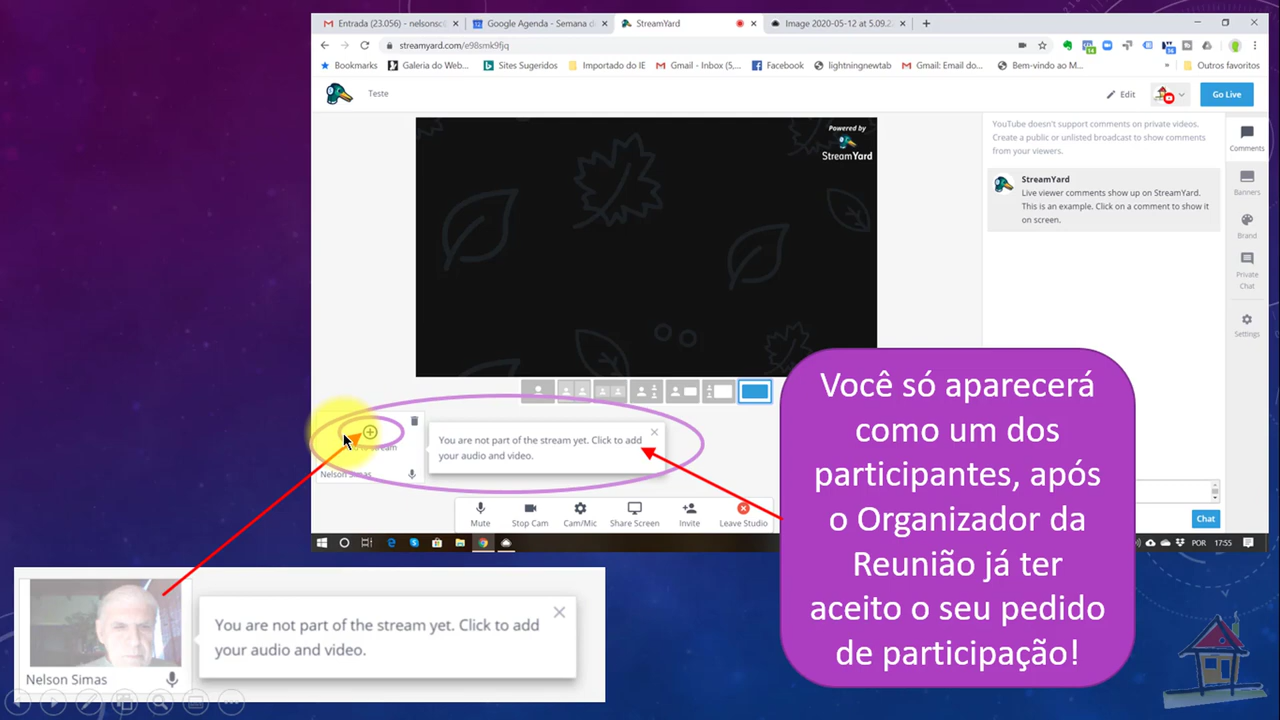 Entrada (23.056) - nelsonsc
Google Agenda - Semana d
StreamYard
Image 2020-05-12 at 5.09.2
streamyard.com/e98smk9fjq
Bookmarks
Galeria do Web...
Sites Sugeridos
Importado do IE
Gmail - Inbox (5,...
Facebook
lightningnewtab
Gmail: Email do...
Bem-vindo ao M...
»
Outros favoritos
Teste
Edit
Go Live
Powered by
StreamYard
YouTube doesn't support comments on private videos.
Create a public or unlisted broadcast to show comments
from your viewers.
StreamYard
Live viewer comments show up on StreamYard.
This is an example. Click on a comment to show it
on screen.
Comments
Banners
Brand
Private
Chat
Settings
You are not part of the stream yet. Click to add
your audio and video.
stream
Nelson Simas
Mute
Stop Cam
Cam/Mic
Share Screen
Invite
Leave Studio
Chat
POR
17:55
Você só aparecerá
como um dos
participantes, após
o Organizador da
Reunião já ter
aceito o seu pedido
de participação!
You are not part of the stream yet. Click to add
your audio and video.
Nelson Simas